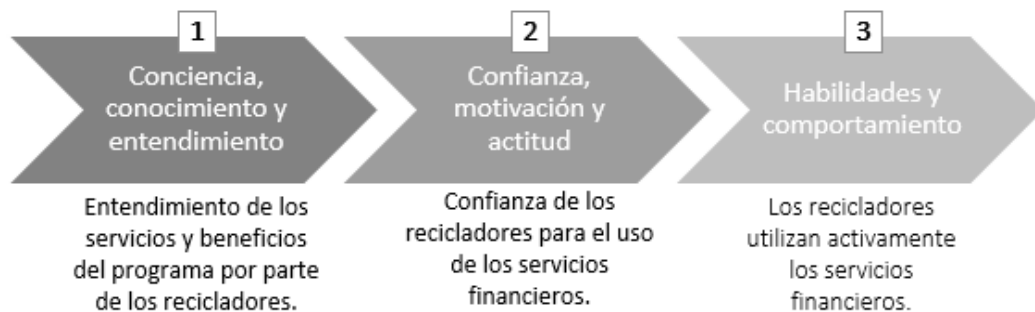 1
Conciencia,
conocimiento y
entendimiento
Entendimiento de los
servicios y beneficios
del programa por parte
de los recicladores.
2
Confianza,
motivación y
actitud
Confianza de los
recicladores para el uso
de los servicios
financieros.
3
Habilidades y
comportamiento
Los recicladores
utilizan activamente
los servicios
financieros.